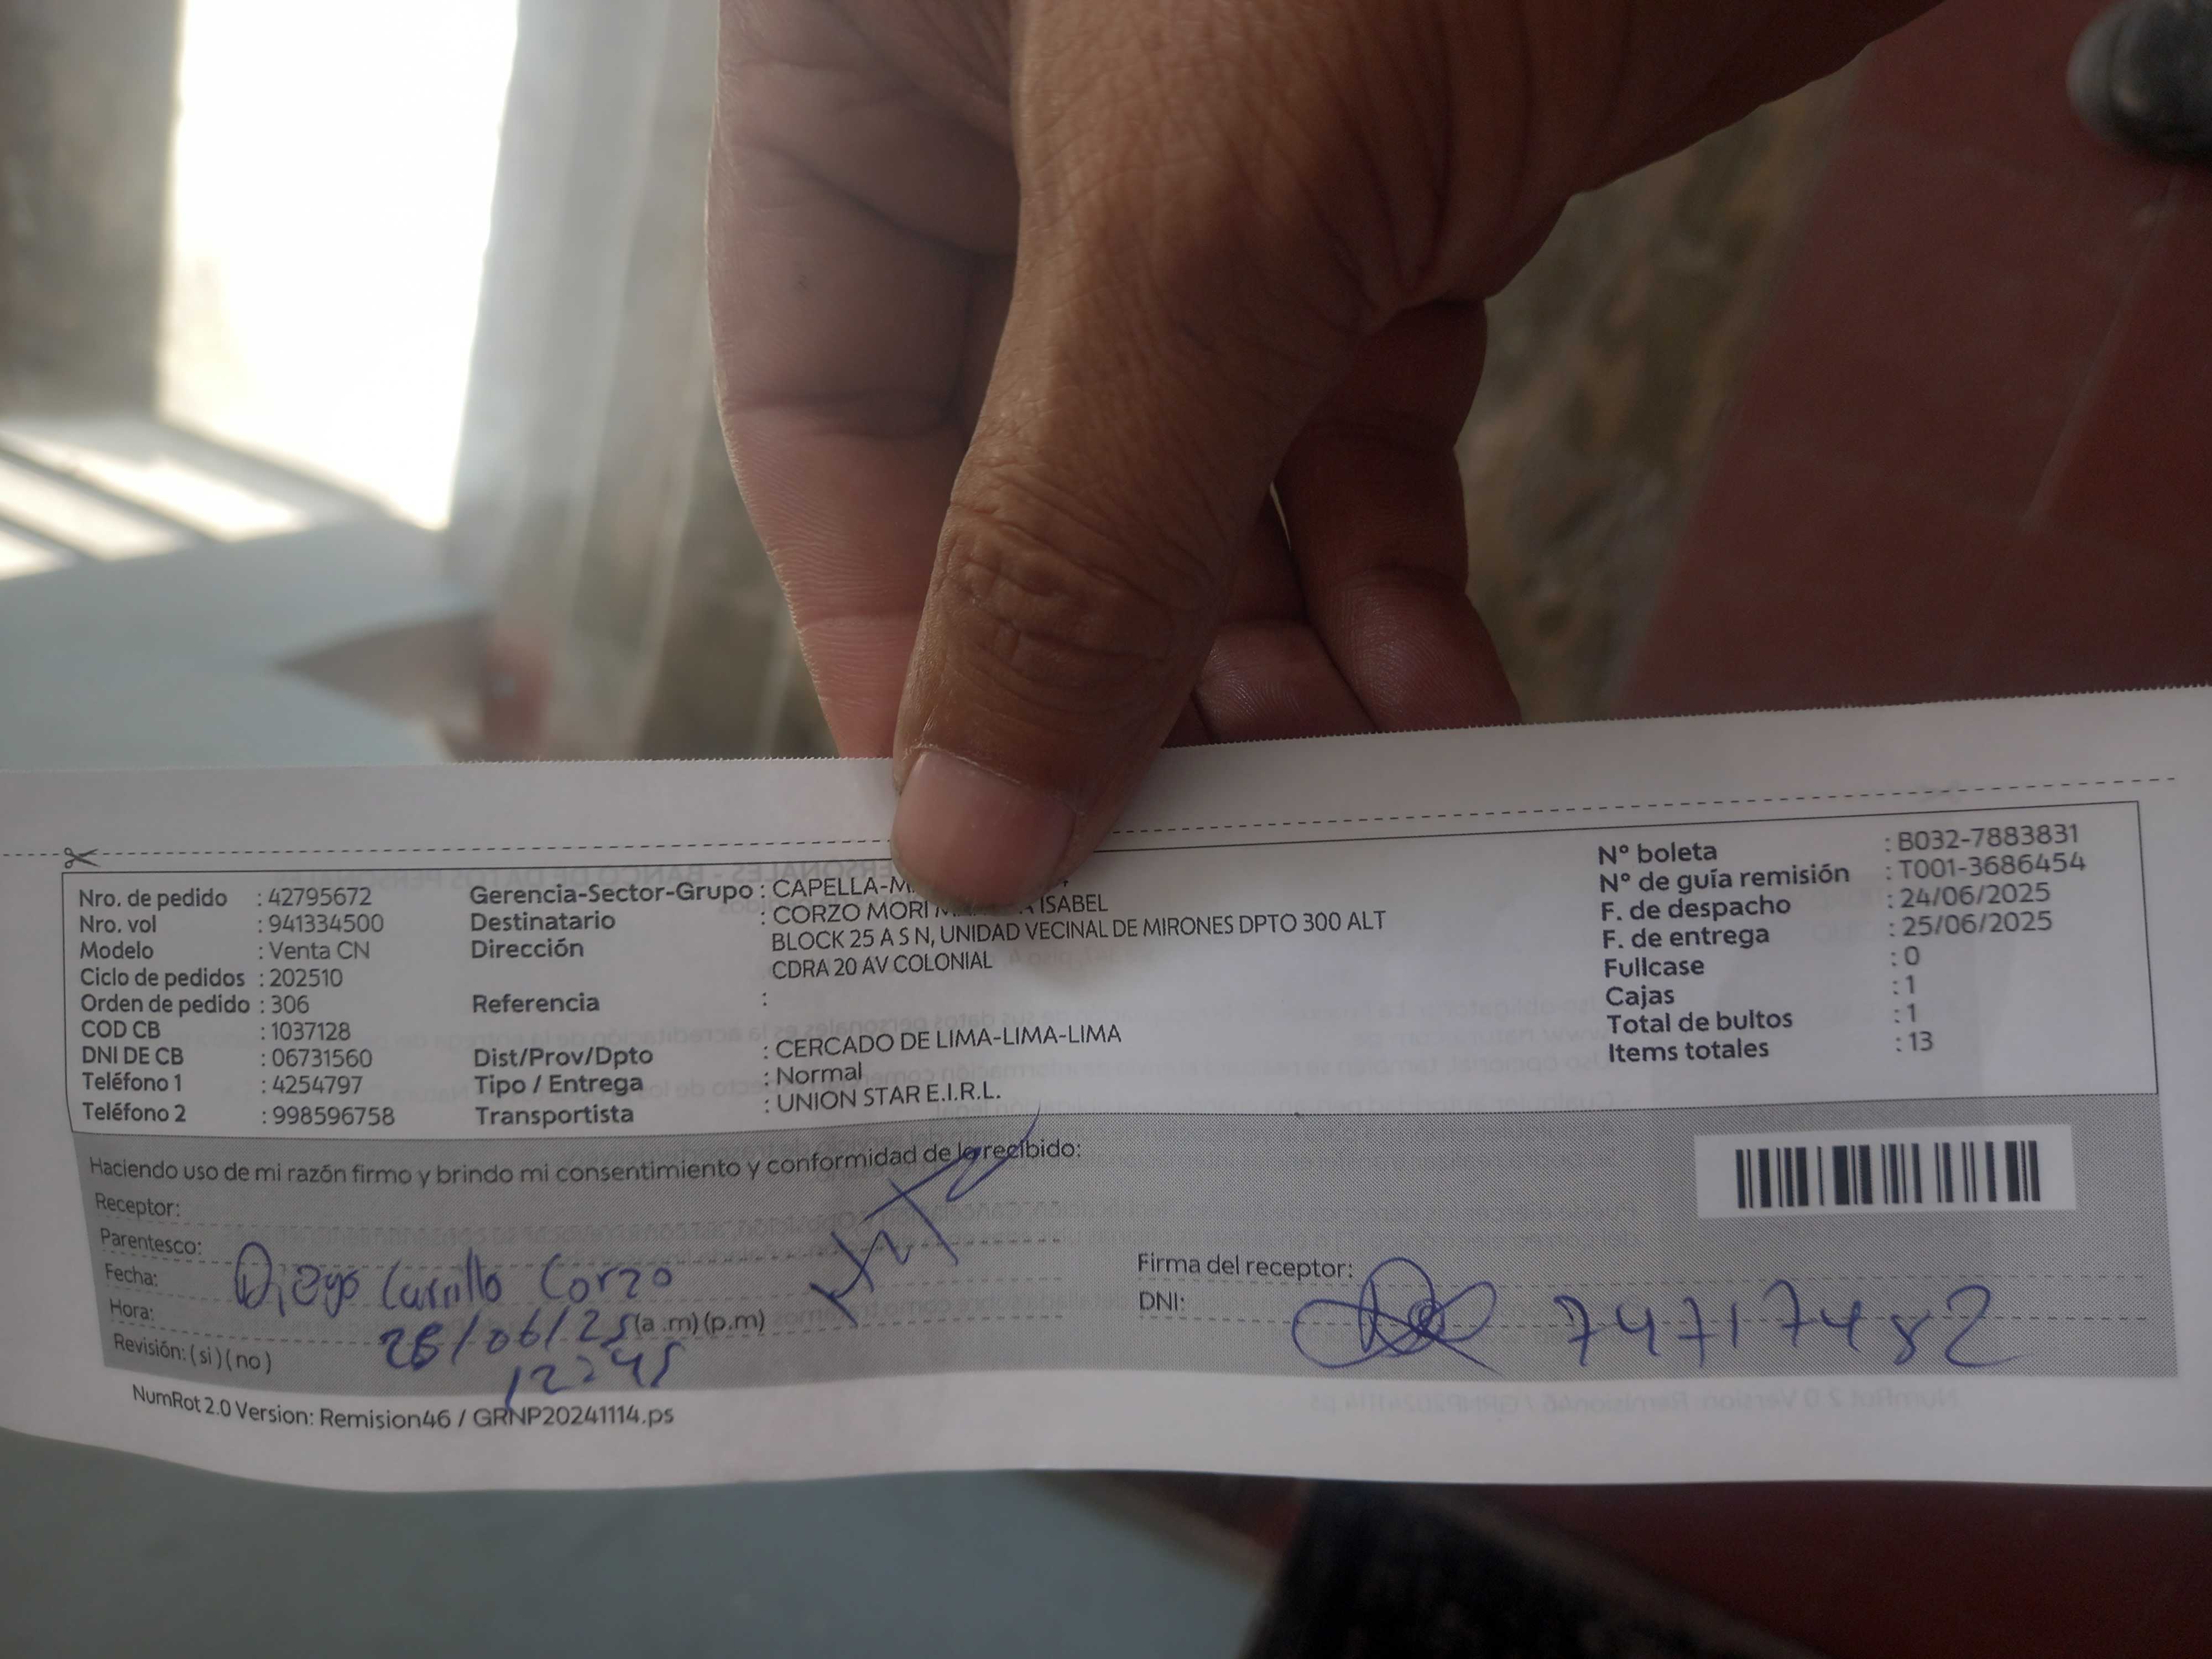 Nro. de pedido : 42795672
Nro. vol : 941334500
Modelo : Venta CN
Ciclo de pedidos : 202510
Orden de pedido : 306
COD CB : 1037128
DNI DE CB : 06731560
Teléfono 1 : 4254797
Teléfono 2 : 998596758
Gerencia-Sector-Grupo : CAPELLA-M
Destinatario : CORZO MORI ISABEL
Dirección BLOCK 25 A S N, UNIDAD VECINAL DE MIRONES DPTO 300 ALT
CDRA 20 AV COLONIAL
Referencia :
Dist/Prov/Dpto : CERCADO DE LIMA-LIMA-LIMA
Tipo / Entrega : Normal
Transportista : UNION STAR E.I.R.L.
N° boleta : B032-7883831
N° de guía remisión : T001-3686454
F. de despacho : 24/06/2025
F. de entrega : 25/06/2025
Fullcase : 0
Cajas : 1
Total de bultos : 1
Items totales : 13
Haciendo uso de mi razón firmo y brindo mi consentimiento y conformidad de lo recibido:
Receptor:
Parentesco:
Fecha: Diego Carrillo Corzo
Hora: /06/25 (a .m) (p.m)
Revisión: ( si ) ( no ) 12:45
Firma del receptor:
DNI: 74717482
NumRot 2.0 Version: Remision46 / GRNP20241114.ps